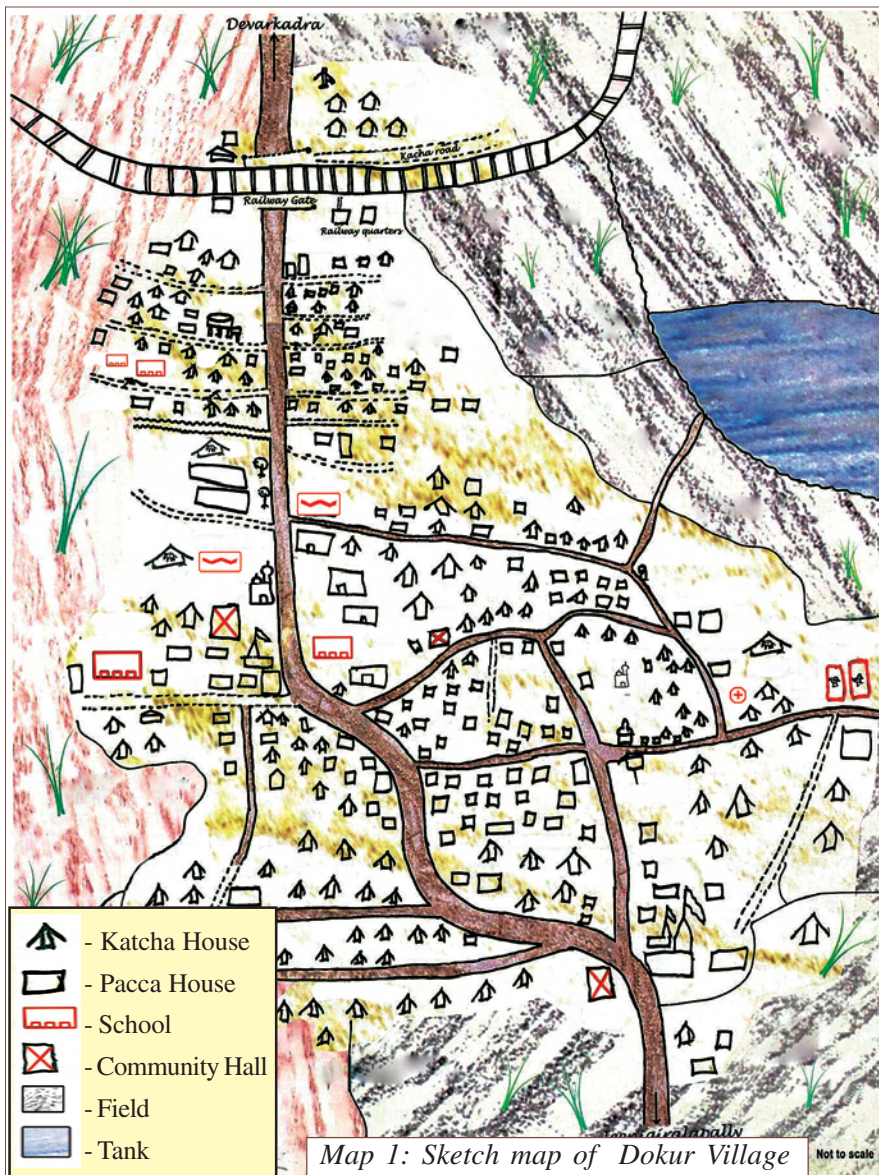 Devarkadra
Kacha road
Railway Gate
Railway quarters
- Katcha House
- Pacca House
- School
- Community Hall
- Field
- Tank
Map 1: Sketch map of Dokur Village
Not to scale